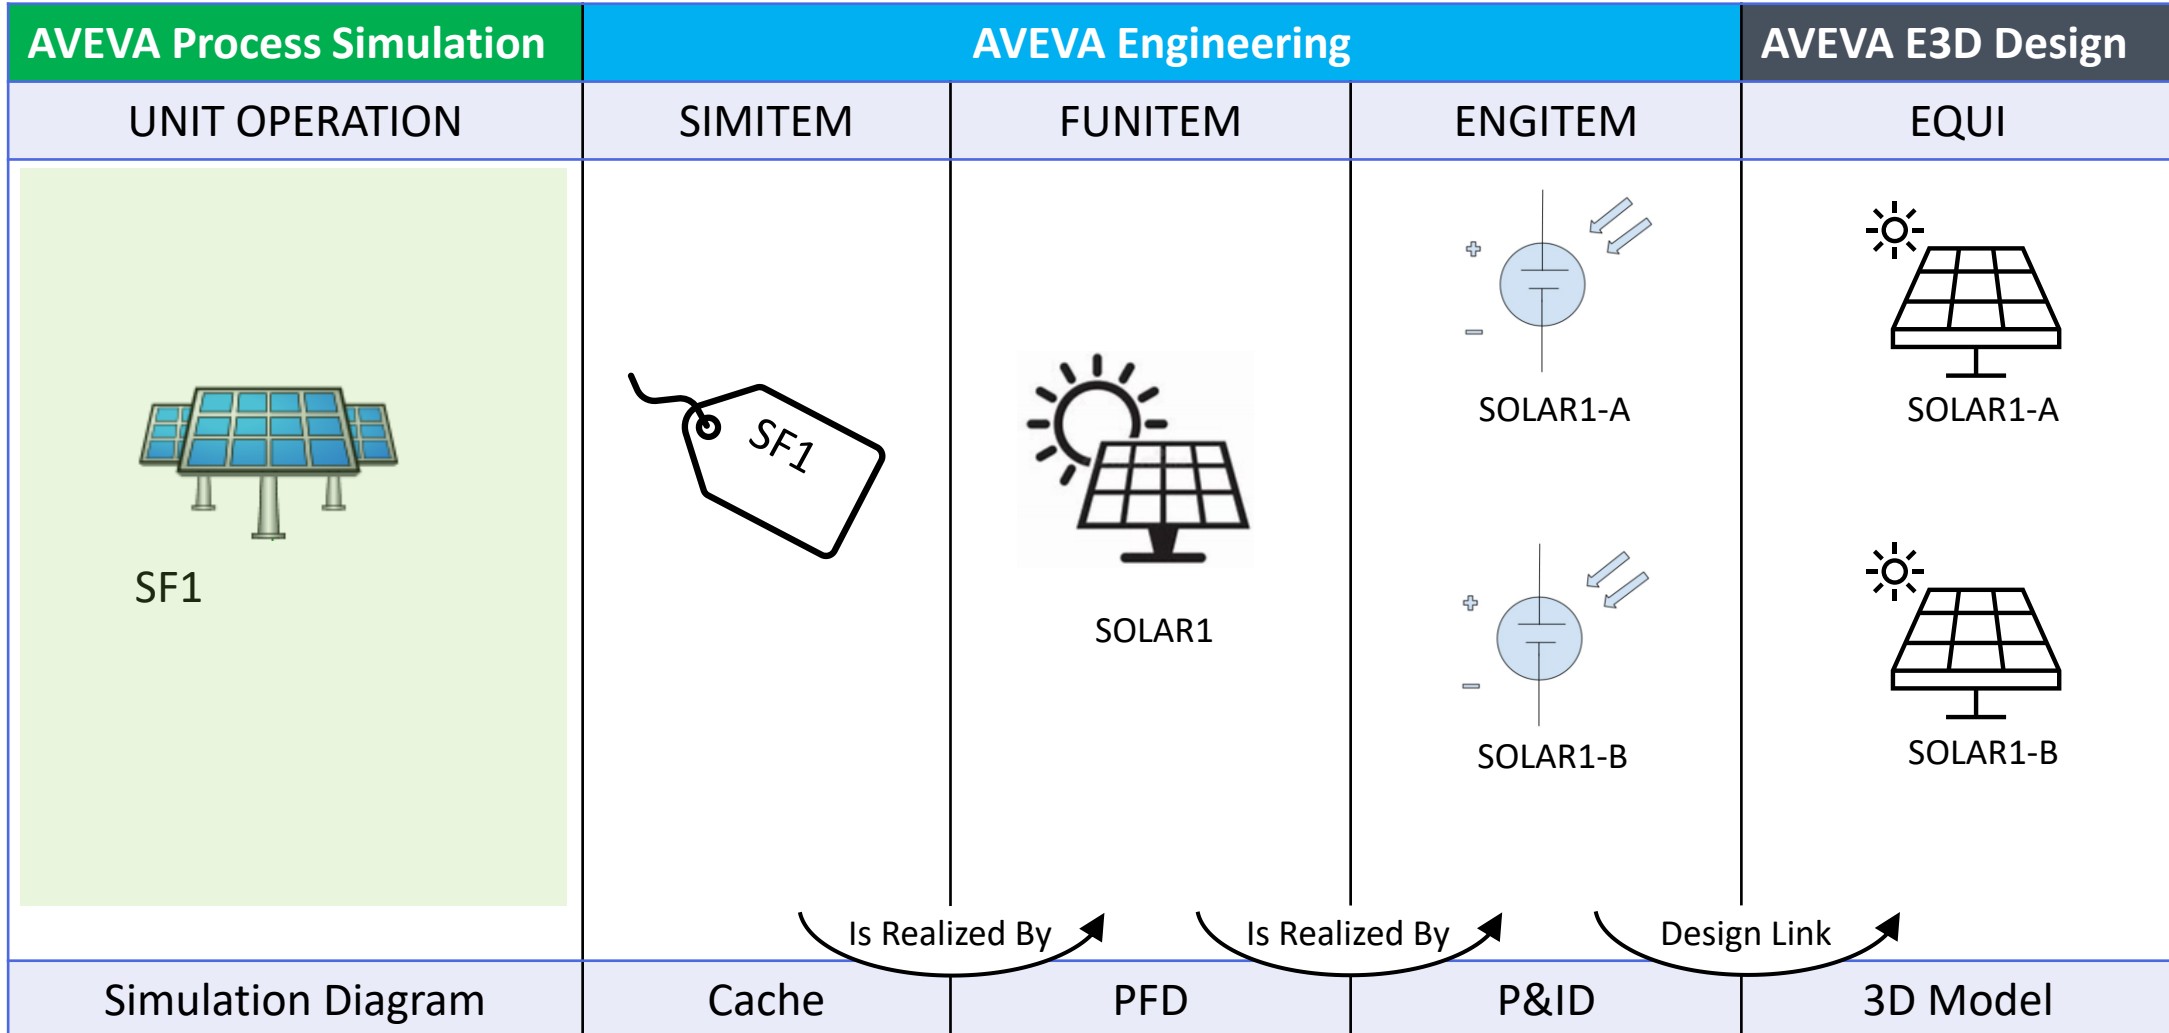 AVEVA Process Simulation
AVEVA Engineering
AVEVA E3D Design
UNIT OPERATION
SIMITEM
FUNITEM
ENGITEM
EQUI
SF1
SF1
SOLAR1
SOLAR1-A
SOLAR1-B
SOLAR1-A
SOLAR1-B
Is Realized By
Is Realized By
Design Link
Simulation Diagram
Cache
PFD
P&ID
3D Model